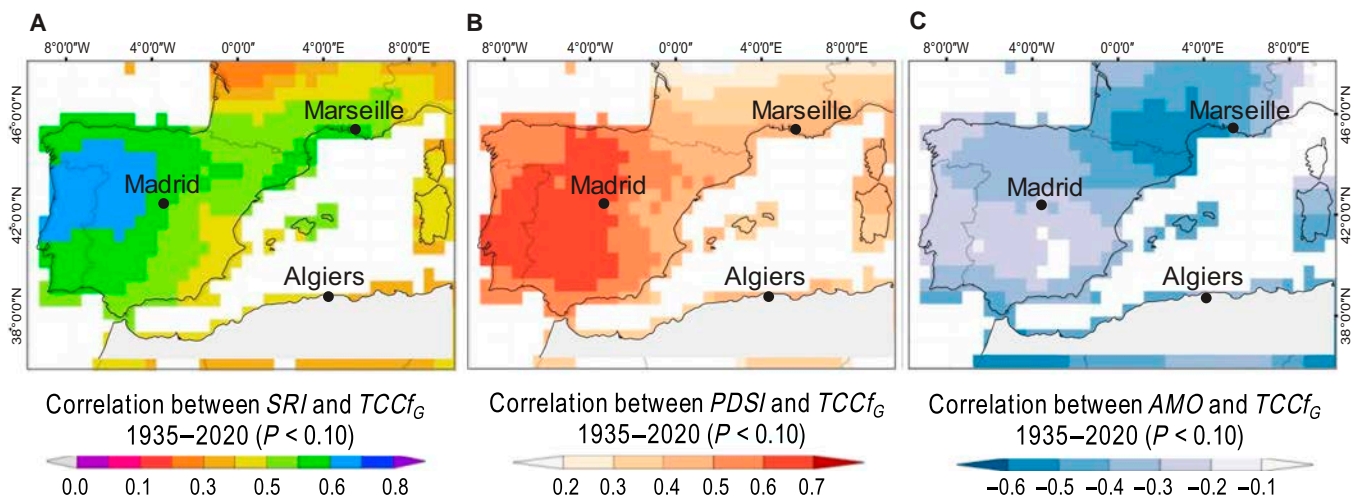 A
8°0'0"W 4°0'0"W 0°0'0" 4°0'0"E 8°0'0"E
46°0'0"N
42°0'0"N
38°0'0"N
Marseille
Madrid
Algiers
Correlation between SRI and TCCf_G
1935–2020 (P < 0.10)
0.0 0.1 0.3 0.5 0.6 0.8
B
8°0'0"W 4°0'0"W 0°0'0" 4°0'0"E 8°0'0"E
Marseille
Madrid
Algiers
Correlation between PDSI and TCCf_G
1935–2020 (P < 0.10)
0.2 0.3 0.4 0.5 0.6 0.7
C
8°0'0"W 4°0'0"W 0°0'0" 4°0'0"E 8°0'0"E
Marseille
Madrid
Algiers
46°0'0"N
42°0'0"N
38°0'0"N
Correlation between AMO and TCCf_G
1935–2020 (P < 0.10)
−0.6 −0.5 −0.4 −0.3 −0.2 −0.1